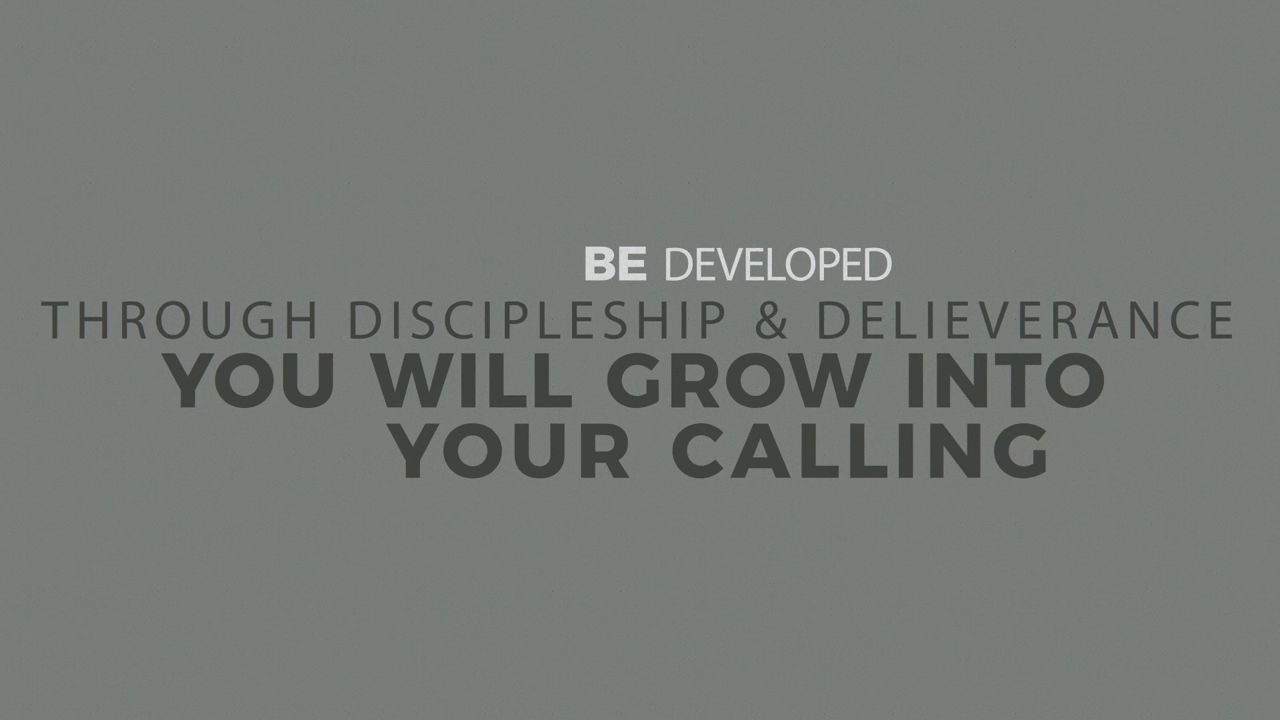 BE DEVELOPED
THROUGH DISCIPLESHIP & DELIEVERANCE
YOU WILL GROW INTO
YOUR CALLING